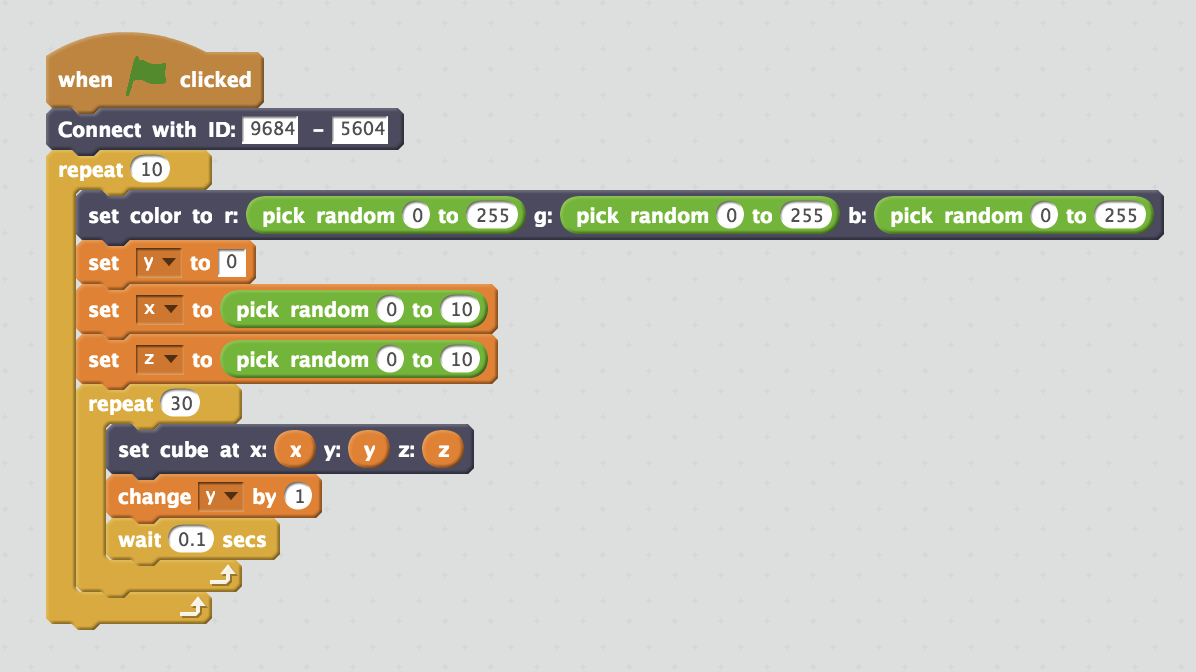 when clicked
Connect with ID: 9684 - 5604
repeat 10
set color to r: pick random 0 to 255 g: pick random 0 to 255 b: pick random 0 to 255
set y to 0
set x to pick random 0 to 10
set z to pick random 0 to 10
repeat 30
set cube at x: x y: y z: z
change y by 1
wait 0.1 secs